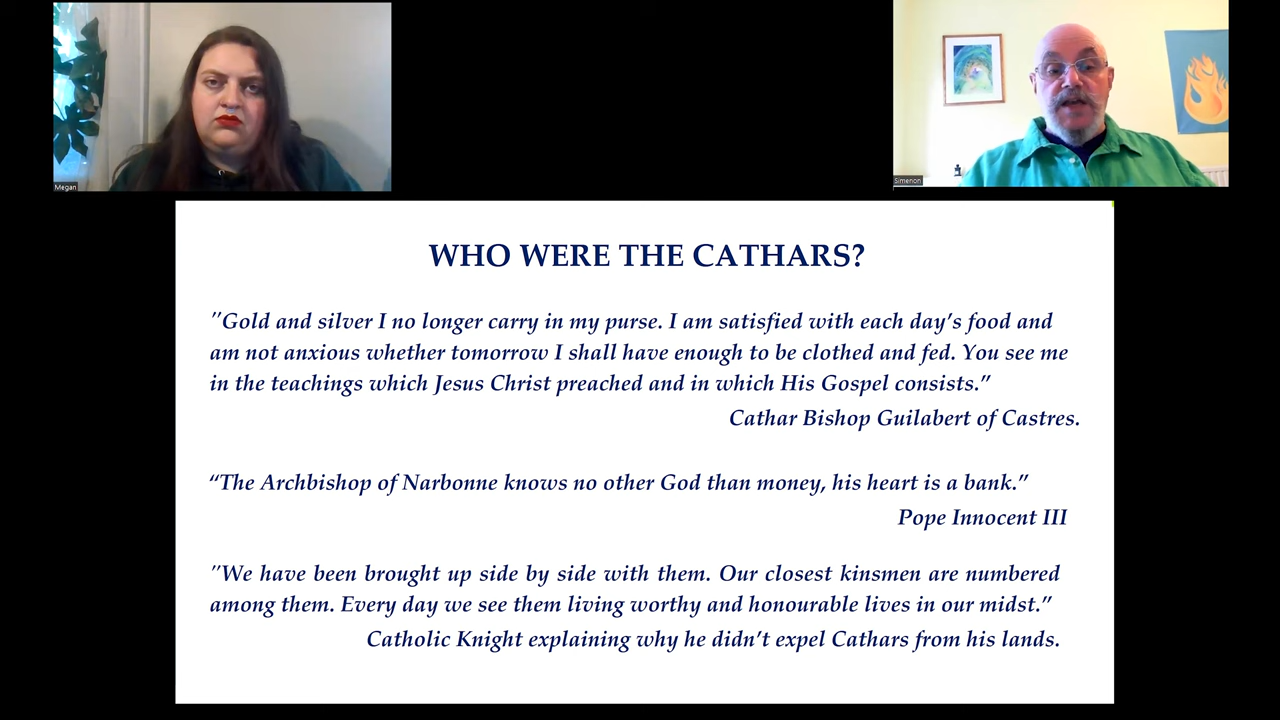 Megan
Simenon
WHO WERE THE CATHARS?
"Gold and silver I no longer carry in my purse. I am satisfied with each day’s food and
am not anxious whether tomorrow I shall have enough to be clothed and fed. You see me
in the teachings which Jesus Christ preached and in which His Gospel consists.”
Cathar Bishop Guilabert of Castres.
“The Archbishop of Narbonne knows no other God than money, his heart is a bank.”
Pope Innocent III
"We have been brought up side by side with them. Our closest kinsmen are numbered
among them. Every day we see them living worthy and honourable lives in our midst.”
Catholic Knight explaining why he didn’t expel Cathars from his lands.